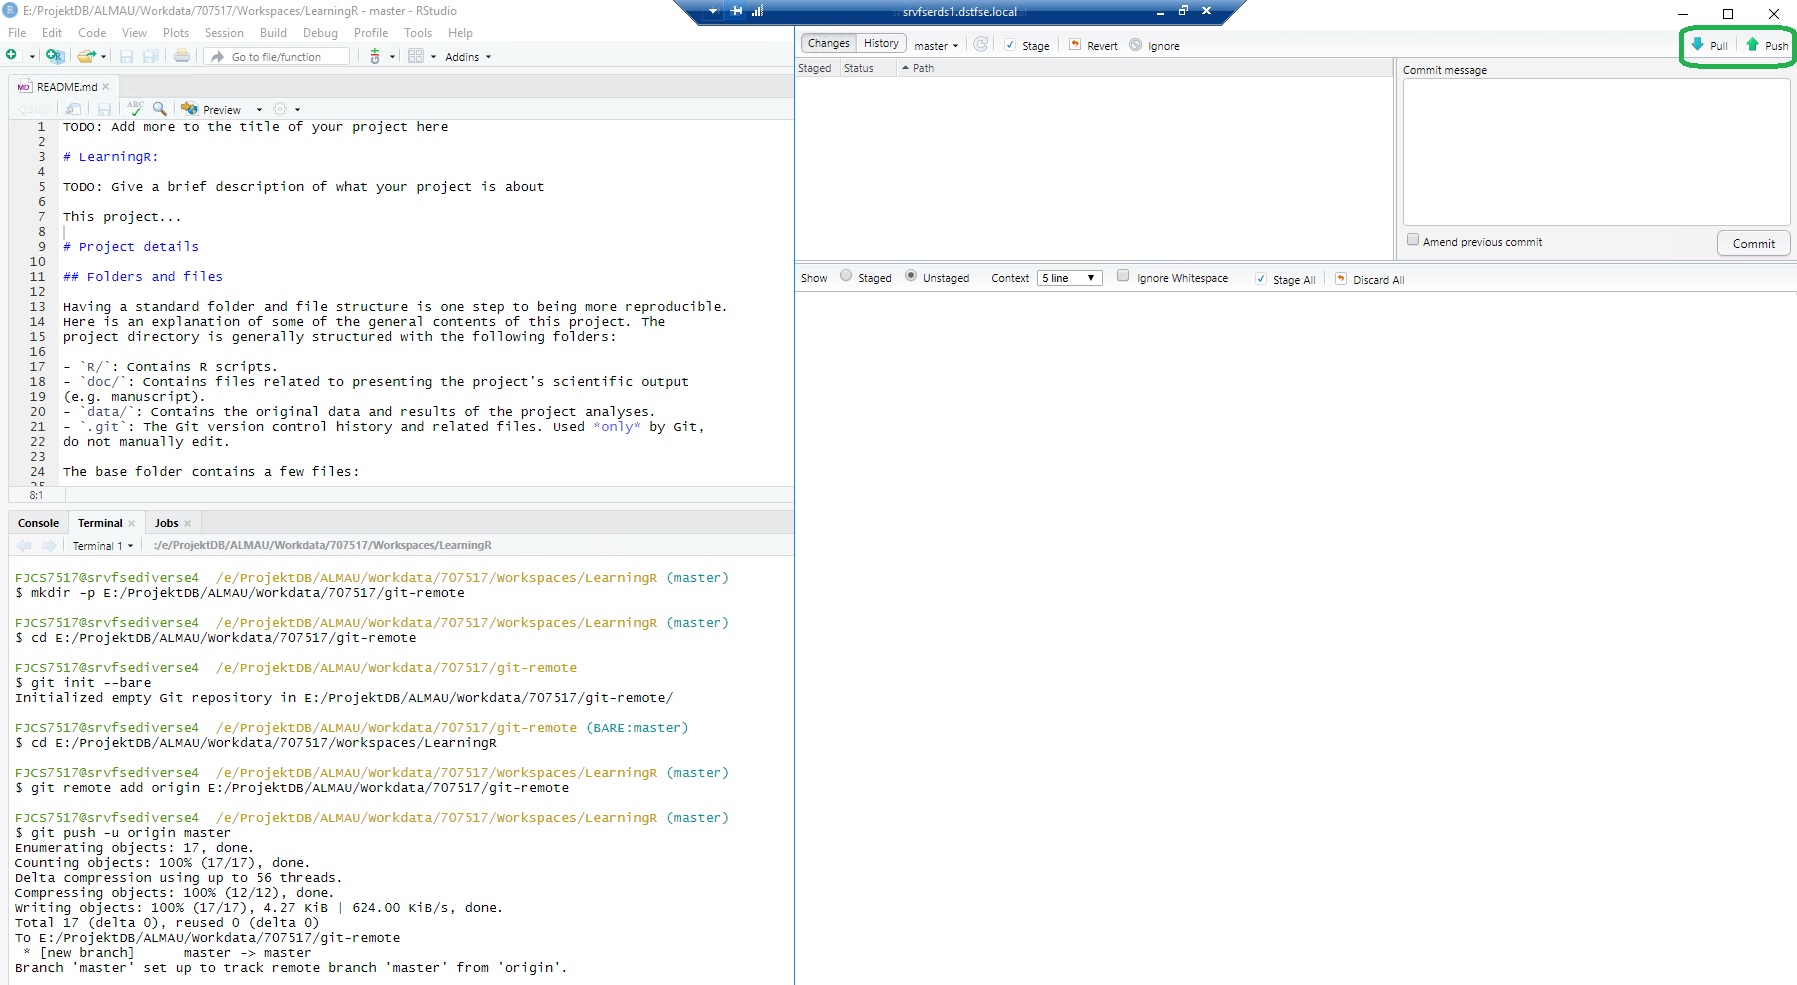 E:/ProjektDB/ALMAU/Workdata/707517/Workspaces/LearningR - master - RStudio
srvfserds1.dstfse.local
File Edit Code View Plots Session Build Debug Profile Tools Help
Go to file/function
Addins
README.md
ABC
Preview
1 TODO: Add more to the title of your project here
2
3 # LearningR:
4
5 TODO: Give a brief description of what your project is about
6
7 This project...
8
9 # Project details
10
11 ## Folders and files
12
13 Having a standard folder and file structure is one step to being more reproducible.
14 Here is an explanation of some of the general contents of this project. The
15 project directory is generally structured with the following folders:
16
17 - `R/`: Contains R scripts.
18 - `doc/`: Contains files related to presenting the project's scientific output
19 (e.g. manuscript).
20 - `data/`: Contains the original data and results of the project analyses.
21 - `.git`: The Git version control history and related files. Used *only* by Git,
22 do not manually edit.
23
24 The base folder contains a few files:
25
8:1
Console Terminal Jobs
Terminal 1 :/e/ProjektDB/ALMAU/Workdata/707517/Workspaces/LearningR
FJCS7517@srvfsediverse4 /e/ProjektDB/ALMAU/Workdata/707517/Workspaces/LearningR (master)
$ mkdir -p E:/ProjektDB/ALMAU/Workdata/707517/git-remote
FJCS7517@srvfsediverse4 /e/ProjektDB/ALMAU/Workdata/707517/Workspaces/LearningR (master)
$ cd E:/ProjektDB/ALMAU/Workdata/707517/git-remote
FJCS7517@srvfsediverse4 /e/ProjektDB/ALMAU/Workdata/707517/git-remote
$ git init --bare
Initialized empty Git repository in E:/ProjektDB/ALMAU/Workdata/707517/git-remote/
FJCS7517@srvfsediverse4 /e/ProjektDB/ALMAU/Workdata/707517/git-remote (BARE:master)
$ cd E:/ProjektDB/ALMAU/Workdata/707517/Workspaces/LearningR
FJCS7517@srvfsediverse4 /e/ProjektDB/ALMAU/Workdata/707517/Workspaces/LearningR (master)
$ git remote add origin E:/ProjektDB/ALMAU/Workdata/707517/git-remote
FJCS7517@srvfsediverse4 /e/ProjektDB/ALMAU/Workdata/707517/Workspaces/LearningR (master)
$ git push -u origin master
Enumerating objects: 17, done.
Counting objects: 100% (17/17), done.
Delta compression using up to 56 threads.
Compressing objects: 100% (12/12), done.
Writing objects: 100% (17/17), 4.27 KiB | 624.00 KiB/s, done.
Total 17 (delta 0), reused 0 (delta 0)
To E:/ProjektDB/ALMAU/Workdata/707517/git-remote
* [new branch] master -> master
Branch 'master' set up to track remote branch 'master' from 'origin'.
Changes History master Stage Revert Ignore Pull Push
Staged Status Path
Commit message
Amend previous commit Commit
Show Staged Unstaged Context 5 line Ignore Whitespace Stage All Discard All